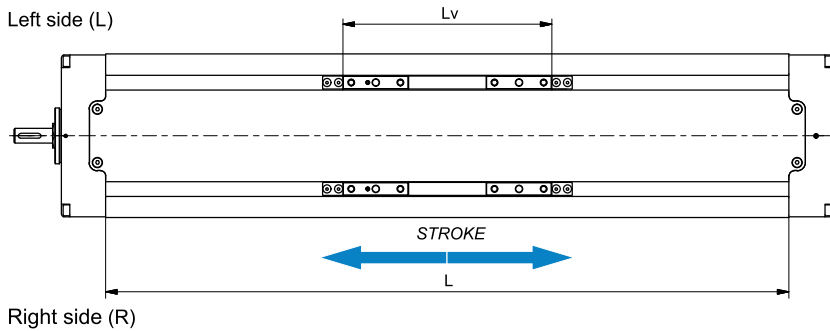 Left side (L)
Lv
STROKE
L
Right side (R)